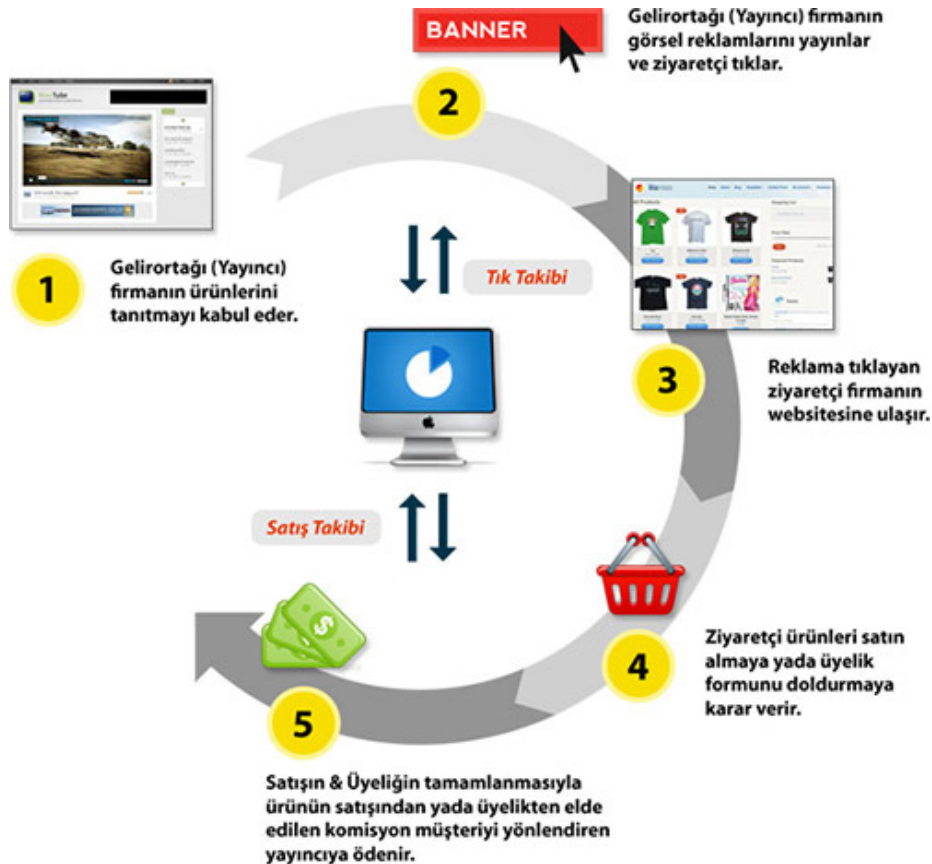 1
Gelirortağı (Yayıncı)
firmanın ürünlerini
tanıtmayı kabul eder.
BANNER
2
Gelirortağı (Yayıncı) firmanın
görsel reklamlarını yayınlar
ve ziyaretçi tıklar.
Tık Takibi
3
Reklama tıklayan
ziyaretçi firmanın
websitesine ulaşır.
Satış Takibi
4
Ziyaretçi ürünleri satın
almaya yada üyelik
formunu doldurmaya
karar verir.
5
Satışın & Üyeliğin tamamlanmasıyla
ürünün satışından yada üyelikten elde
edilen komisyon müşteriyi yönlendiren
yayıncıya ödenir.